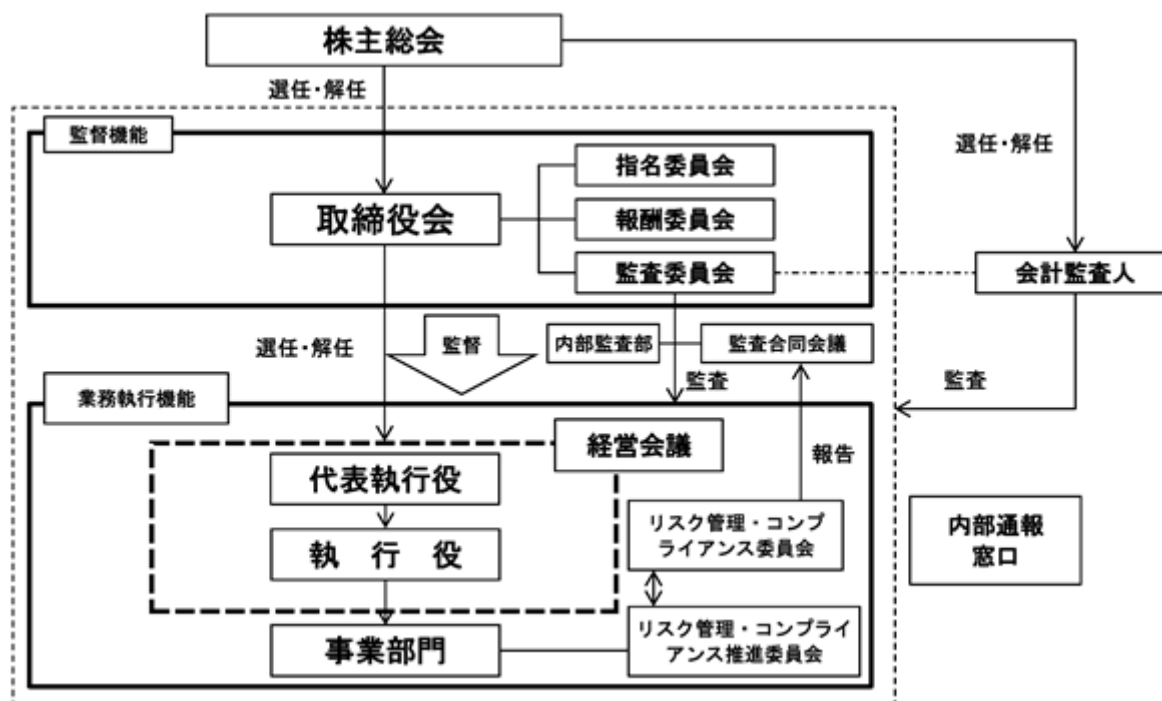 株主総会
選任・解任
監督機能
指名委員会
選任・解任
取締役会
報酬委員会
監査委員会
会計監査人
選任・解任
監督
内部監査部
監査合同会議
監査
監査
業務執行機能
経営会議
報告
代表執行役
リスク管理・コンプ
ライアンス委員会
内部通報
窓口
執 行 役
リスク管理・コンプライ
アンス推進委員会
事業部門